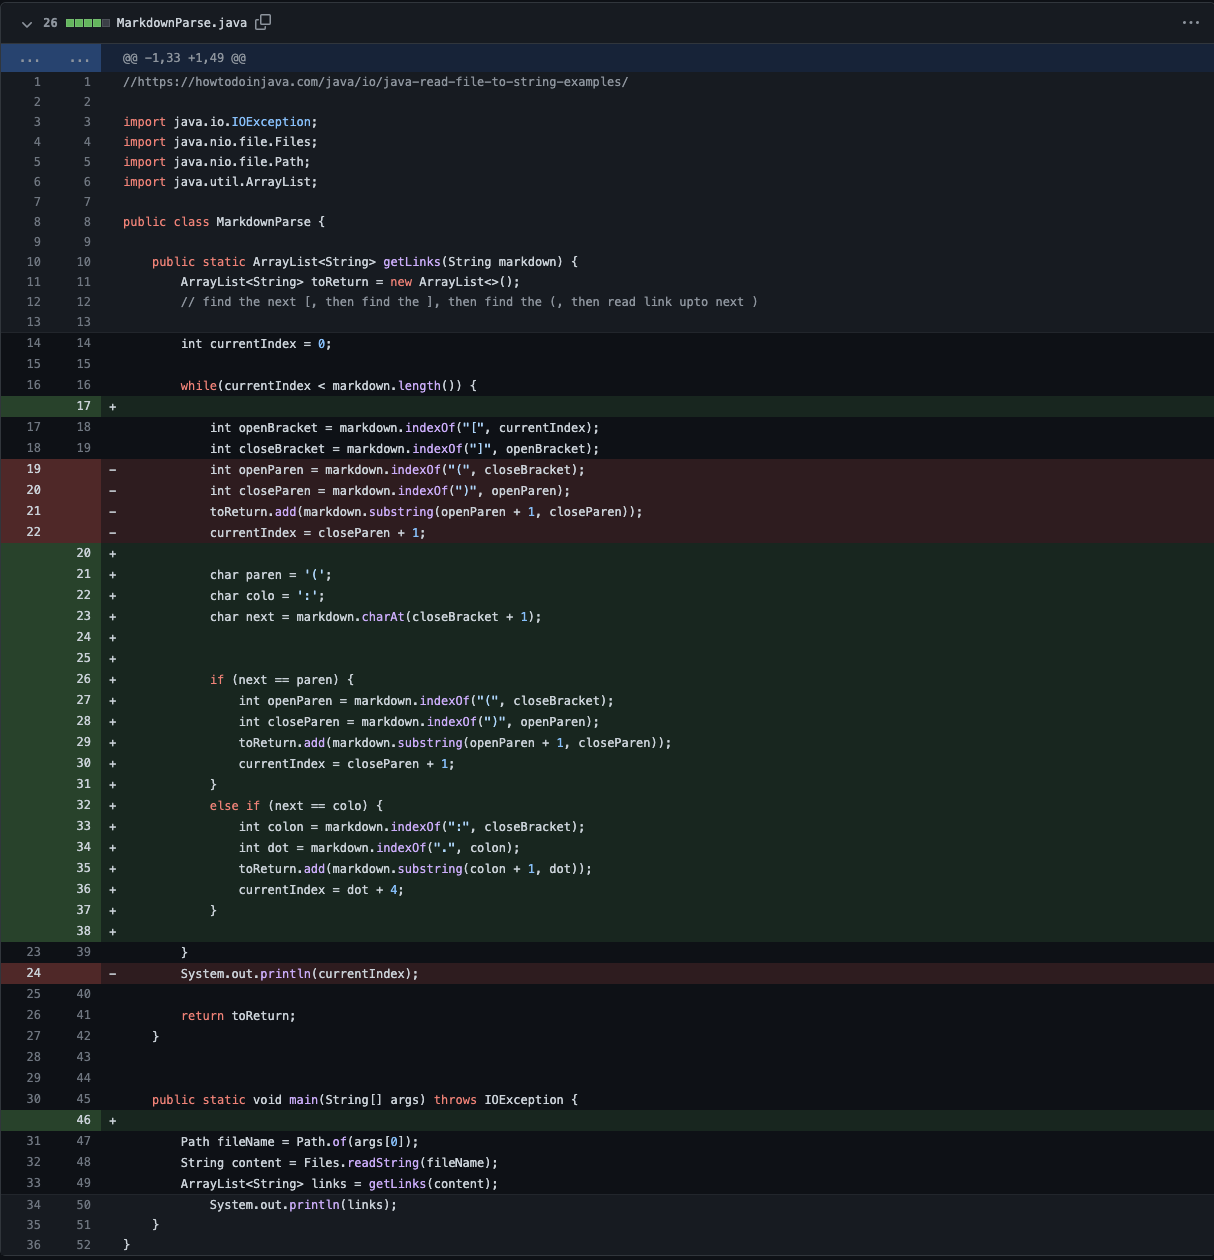 26 MarkdownParse.java ...
... ... @@ -1,33 +1,49 @@
1 1 //https://howtodoinjava.com/java/io/java-read-file-to-string-examples/
2 2
3 3 import java.io.IOException;
4 4 import java.nio.file.Files;
5 5 import java.nio.file.Path;
6 6 import java.util.ArrayList;
7 7
8 8 public class MarkdownParse {
9 9
10 10     public static ArrayList<String> getLinks(String markdown) {
11 11         ArrayList<String> toReturn = new ArrayList<>();
12 12         // find the next [, then find the ], then find the (, then read link upto next )
13 13
14 14         int currentIndex = 0;
15 15
16 16         while(currentIndex < markdown.length()) {
17 +
17 18             int openBracket = markdown.indexOf("[", currentIndex);
18 19             int closeBracket = markdown.indexOf("]", openBracket);
19 -             int openParen = markdown.indexOf("(", closeBracket);
20 -             int closeParen = markdown.indexOf(")", openParen);
21 -             toReturn.add(markdown.substring(openParen + 1, closeParen));
22 -             currentIndex = closeParen + 1;
20 +
21 +             char paren = '(';
22 +             char colo = ':';
23 +             char next = markdown.charAt(closeBracket + 1);
24 +
25 +
26 +             if (next == paren) {
27 +                 int openParen = markdown.indexOf("(", closeBracket);
28 +                 int closeParen = markdown.indexOf(")", openParen);
29 +                 toReturn.add(markdown.substring(openParen + 1, closeParen));
30 +                 currentIndex = closeParen + 1;
31 +             }
32 +             else if (next == colo) {
33 +                 int colon = markdown.indexOf(":", closeBracket);
34 +                 int dot = markdown.indexOf(".", colon);
35 +                 toReturn.add(markdown.substring(colon + 1, dot));
36 +                 currentIndex = dot + 4;
37 +             }
38 +
23 39         }
24 -         System.out.println(currentIndex);
25 40
26 41         return toReturn;
27 42     }
28 43
29 44
30 45     public static void main(String[] args) throws IOException {
46 +
31 47         Path fileName = Path.of(args[0]);
32 48         String content = Files.readString(fileName);
33 49         ArrayList<String> links = getLinks(content);
34 50             System.out.println(links);
35 51     }
36 52 }